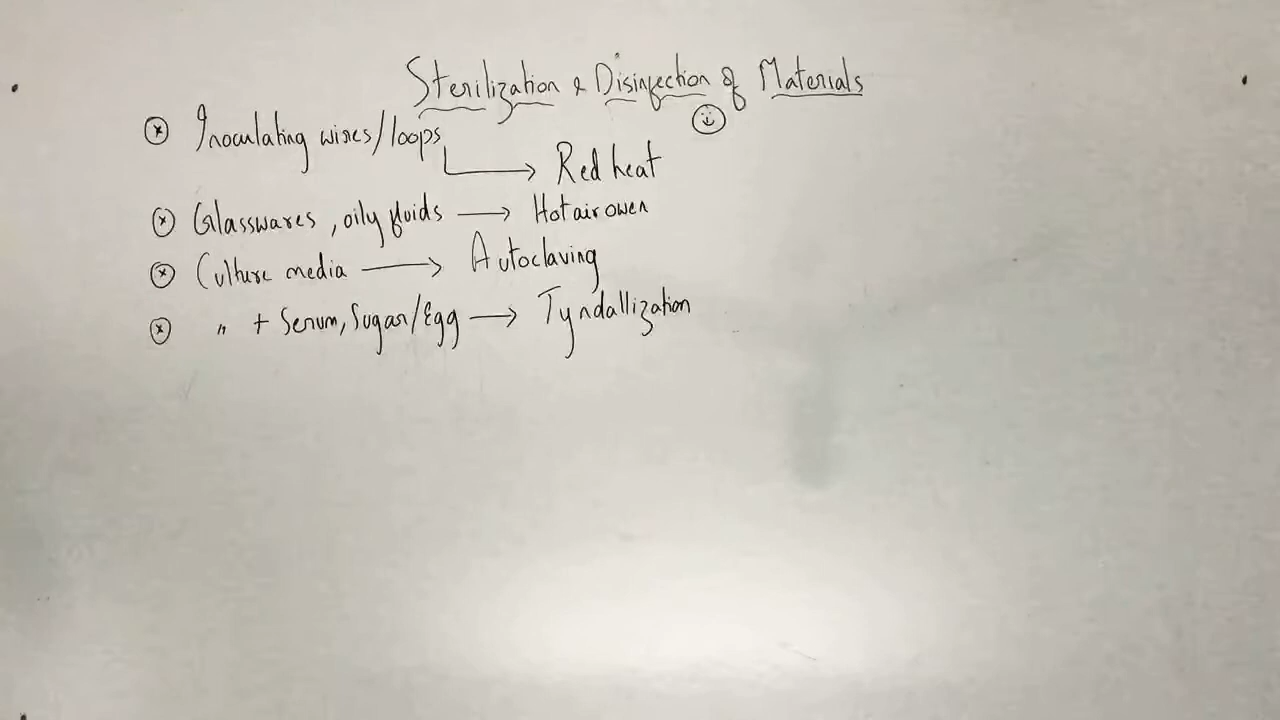 Sterilization & Disinfection of Materials
Inoculating wires/loops
→ Red heat
Glasswares, oily fluids → Hot air owen
Culture media → Autoclaving
" + Serum, Sugar/Egg → Tyndallization